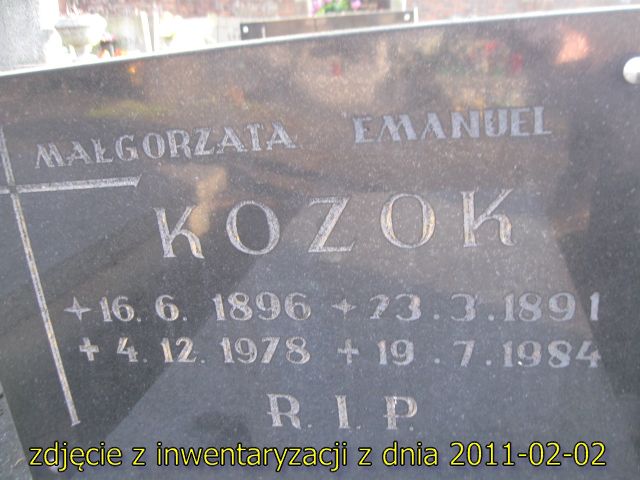 MAŁGORZATA EMANUEL
KOZOK
+16.6.1896 +23.3.1891
+4.12.1978 +19.7.1984
R.I.P.
zdjęcie z inwentaryzacji z dnia 2011-02-02